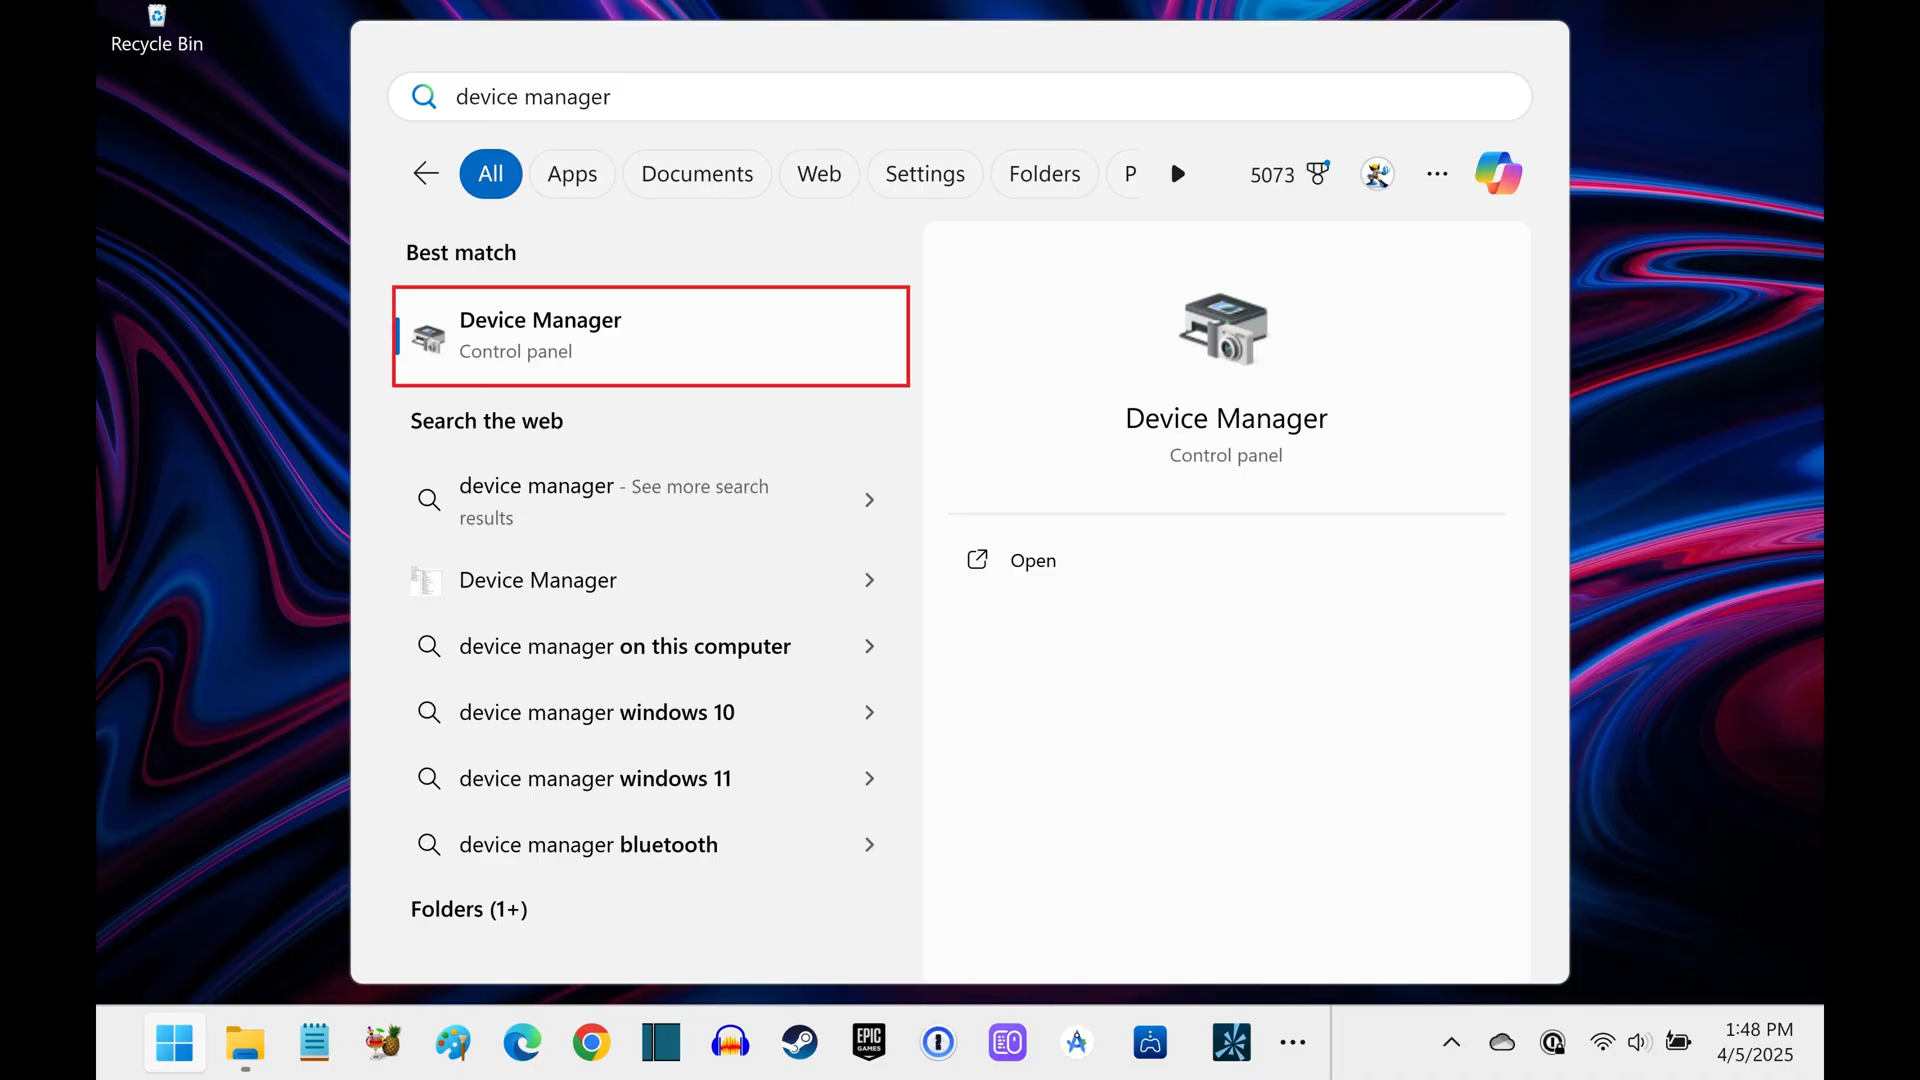 Recycle Bin
device manager
All
Apps
Documents
Web
Settings
Folders
P
5073
Best match
Device Manager
Control panel
Search the web
device manager - See more search
results
Device Manager
device manager on this computer
device manager windows 10
device manager windows 11
device manager bluetooth
Folders (1+)
Device Manager
Control panel
Open
EPIC
GAMES
1:48 PM
4/5/2025